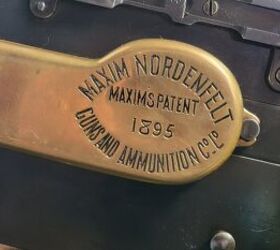 MAXIM NORDENFELT
MAXIMS PATENT
1895
GUNS AND AMMUNITION Co. Lo